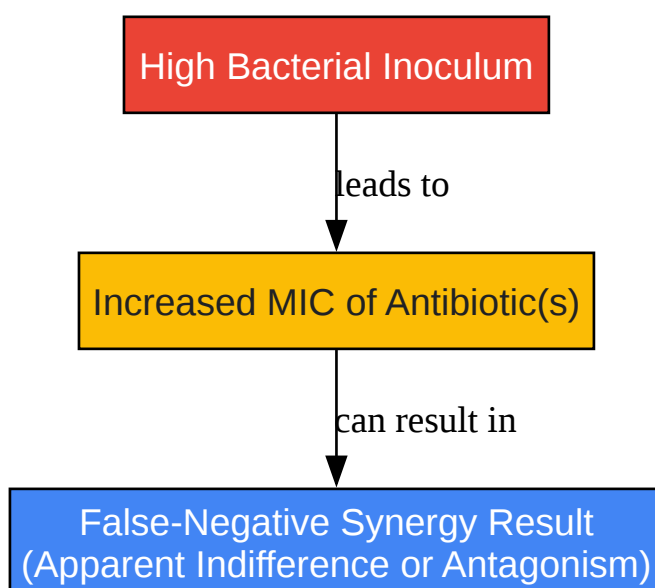 High Bacterial Inoculum
leads to
Increased MIC of Antibiotic(s)
can result in
False-Negative Synergy Result
(Apparent Indifference or Antagonism)